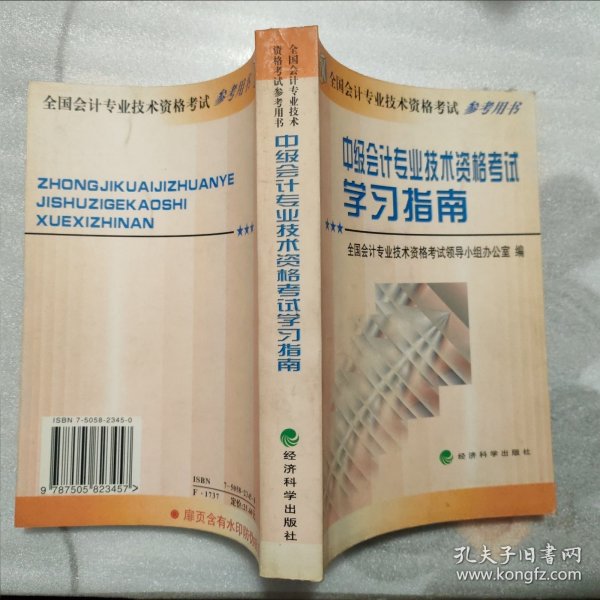 全国会计专业技术资格考试 参考用书
ZHONGJIKUAIJIZHUANYE
JISHUZIGEKAOSHI
XUEXIZHINAN
★★★
ISBN 7-5058-2345-0
9 787505 823457 >
ISBN 7-5058-2345-0
F·1737
扉页含有水印防伪
全国会计专业技术
资格考试参考用书
中级会计专业技术资格考试学习指南
经济科学出版社
全国会计专业技术资格考试 参考用书
中级会计专业技术资格考试
学习指南
★★★
全国会计专业技术资格考试领导小组办公室 编
经济科学出版社
孔夫子旧书网
www.kongfz.com